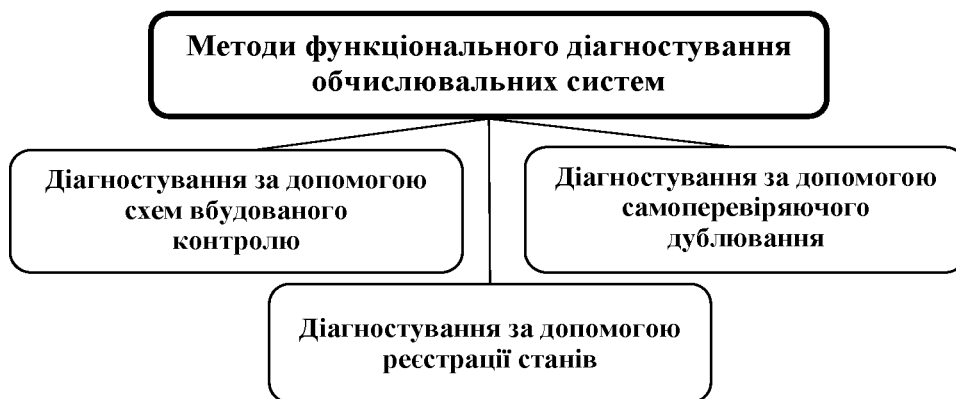 Методи функціонального діагностування
обчислювальних систем
Діагностування за допомогою
схем вбудованого
контролю
Діагностування за допомогою
самоперевіряючого
дублювання
Діагностування за допомогою
реєстрації станів